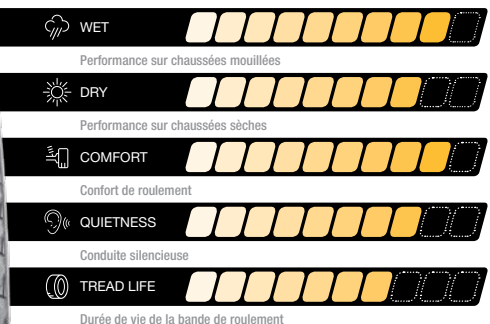 WET
Performance sur chaussées mouillées
DRY
Performance sur chaussées sèches
COMFORT
Confort de roulement
QUIETNESS
Conduite silencieuse
TREAD LIFE
Durée de vie de la bande de roulement